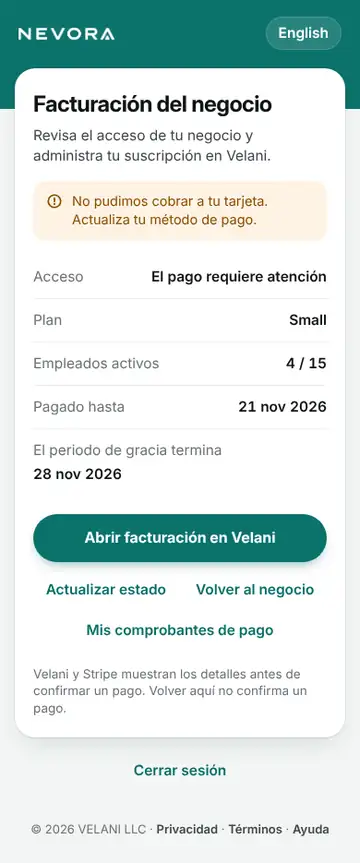 NEVORA
English
Facturación del negocio
Revisa el acceso de tu negocio y
administra tu suscripción en Velani.
No pudimos cobrar a tu tarjeta.
Actualiza tu método de pago.
Acceso El pago requiere atención
Plan Small
Empleados activos 4 / 15
Pagado hasta 21 nov 2026
El periodo de gracia termina
28 nov 2026
Abrir facturación en Velani
Actualizar estado Volver al negocio
Mis comprobantes de pago
Velani y Stripe muestran los detalles antes de
confirmar un pago. Volver aquí no confirma un
pago.
Cerrar sesión
© 2026 VELANI LLC · Privacidad · Términos · Ayuda